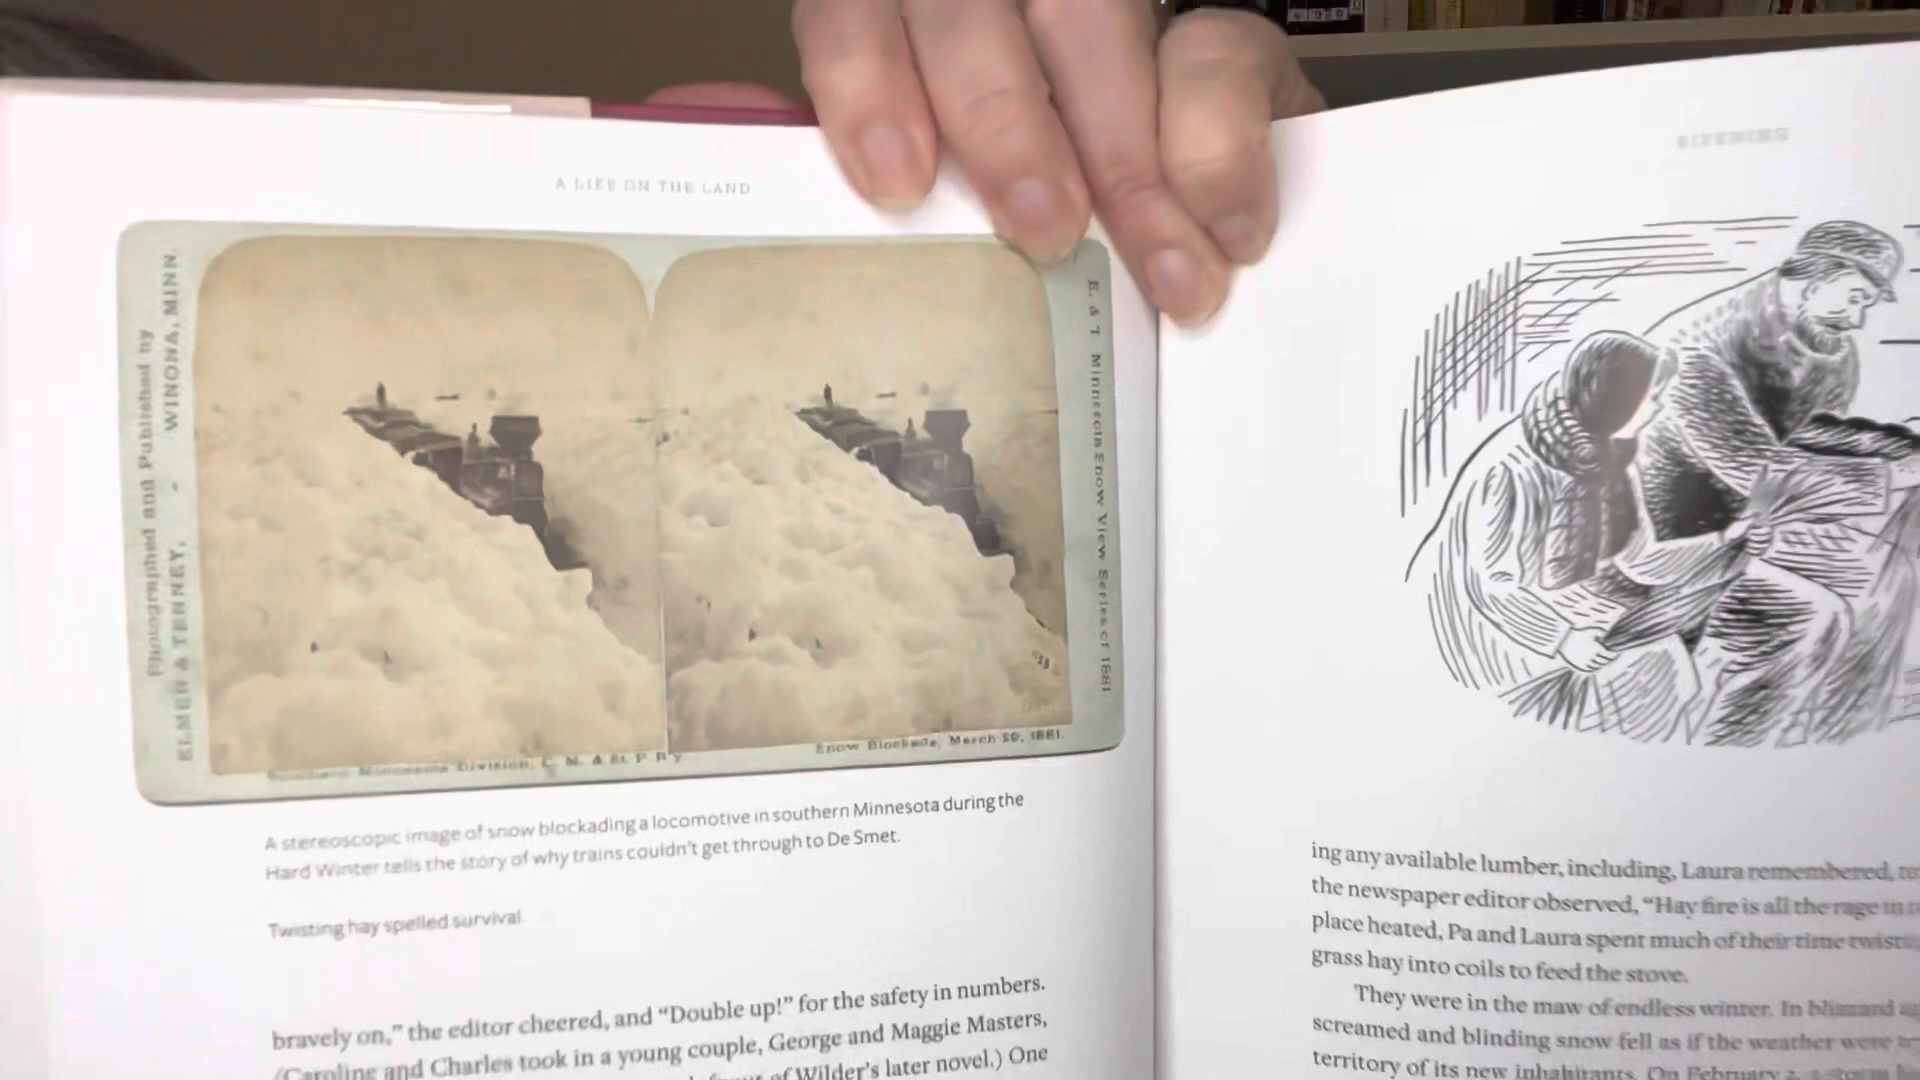 A LIFE ON THE LAND
Photographed and Published by
ELMER & TENNEY, - WINONA, MINN.
E. & T Minnesota Snow View Series of 1881
Minnesota Division, C. M. & St. P R'y.
Snow Blockade, March 29, 1881.
A stereoscopic image of snow blockading a locomotive in southern Minnesota during the
Hard Winter tells the story of why trains couldn't get through to De Smet.
Twisting hay spelled survival.
bravely on,” the editor cheered, and “Double up!” for the safety in numbers.
(Caroline and Charles took in a young couple, George and Maggie Masters,
of Wilder's later novel.) One
RIPENING
ing any available lumber, including, Laura remembered,
the newspaper editor observed, “Hay fire is all the rage in
place heated, Pa and Laura spent much of their time
grass hay into coils to feed the stove.
They were in the maw of endless winter. In blizzard
screamed and blinding snow fell as if the weather were
territory of its new inhabitants. On February